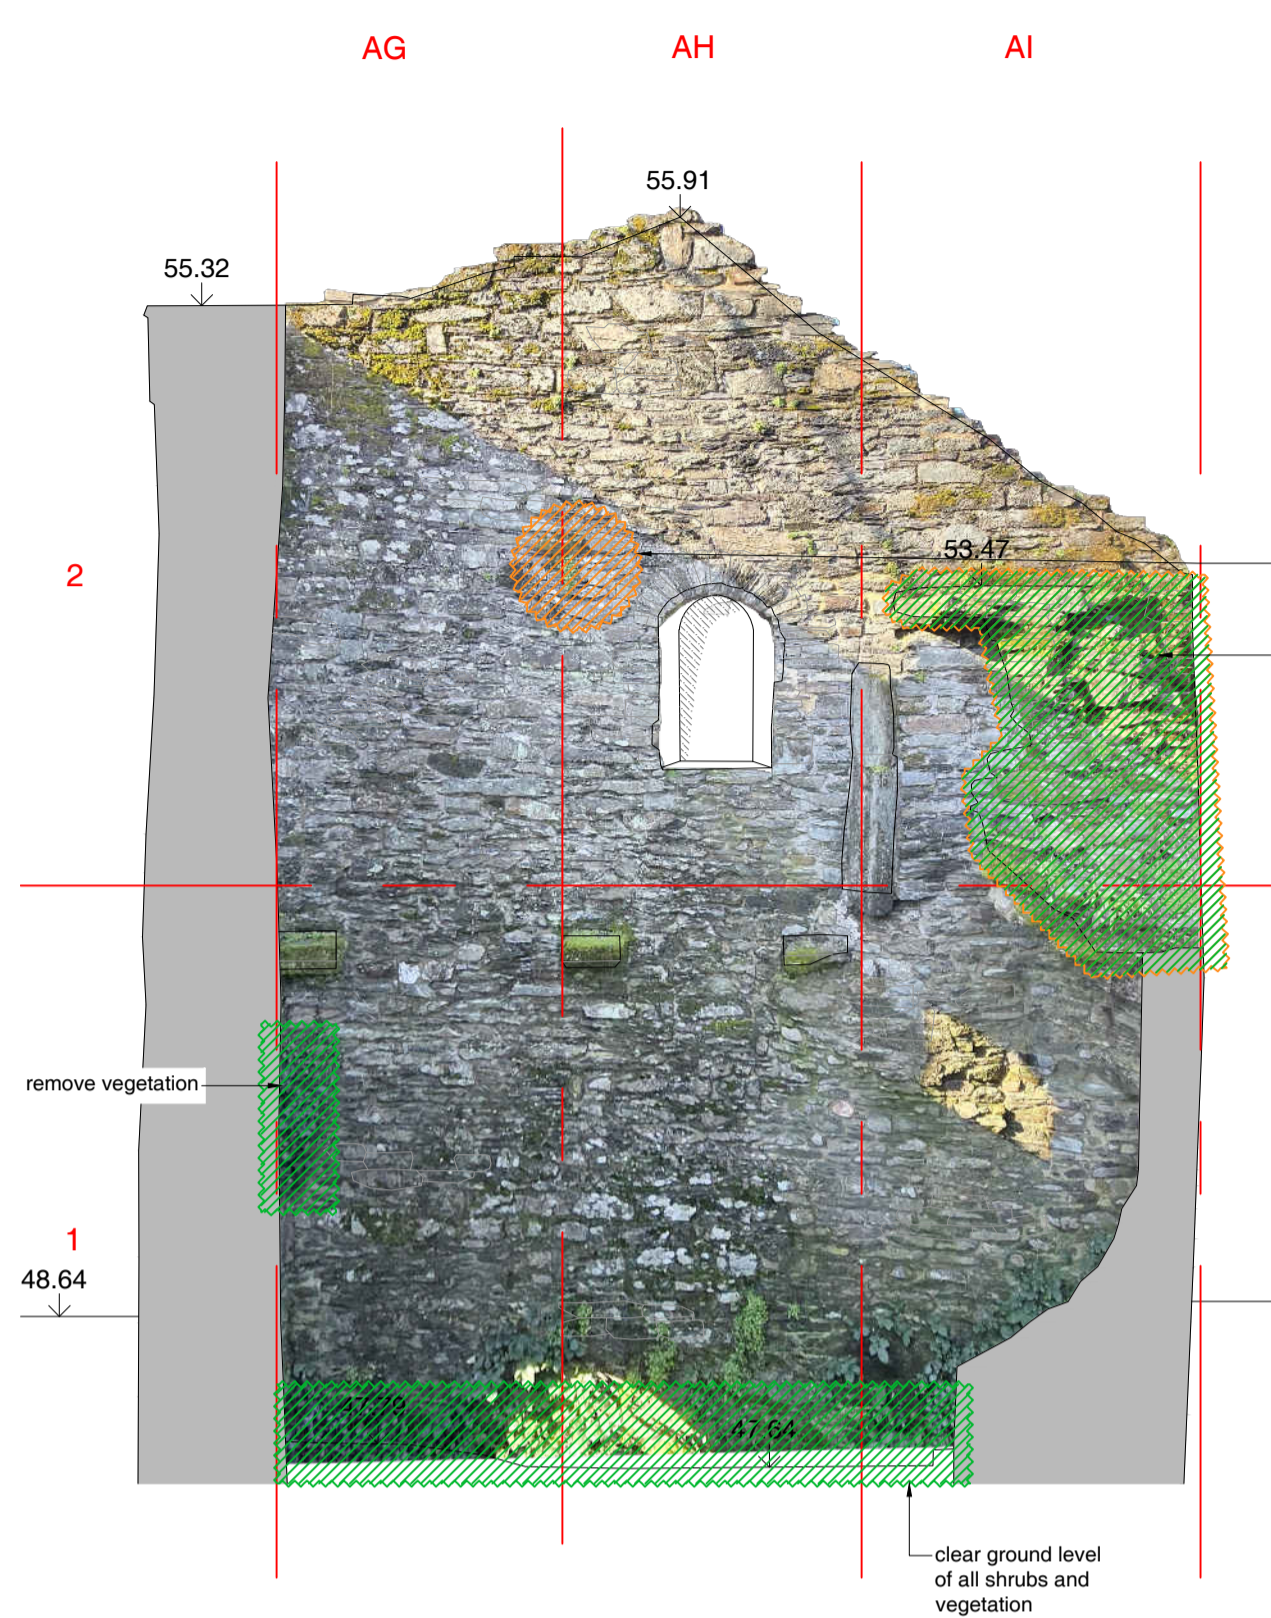 AG AH AI
55.91
55.32
53.47
2
remove vegetation
1
48.64
47.64
clear ground level
of all shrubs and
vegetation